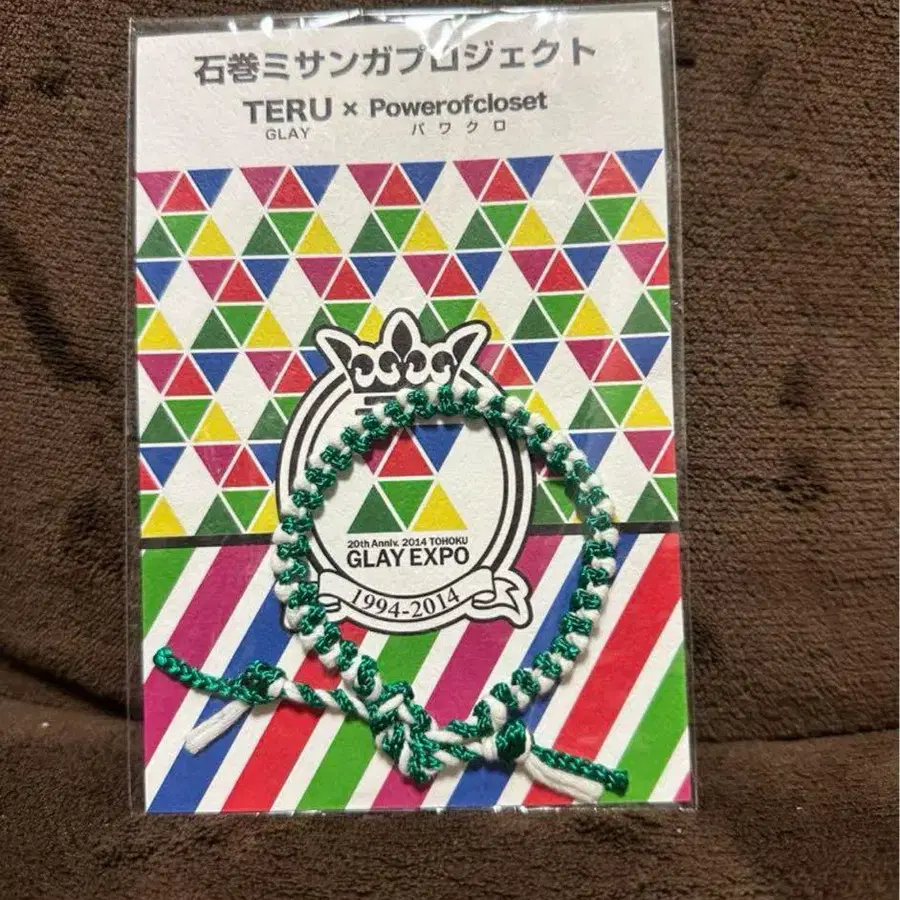 石巻ミサンガプロジェクト
TERU × Powerofcloset
GLAY パワクロ
20th Anniv. 2014 TOHOKU
GLAY EXPO
1994-2014